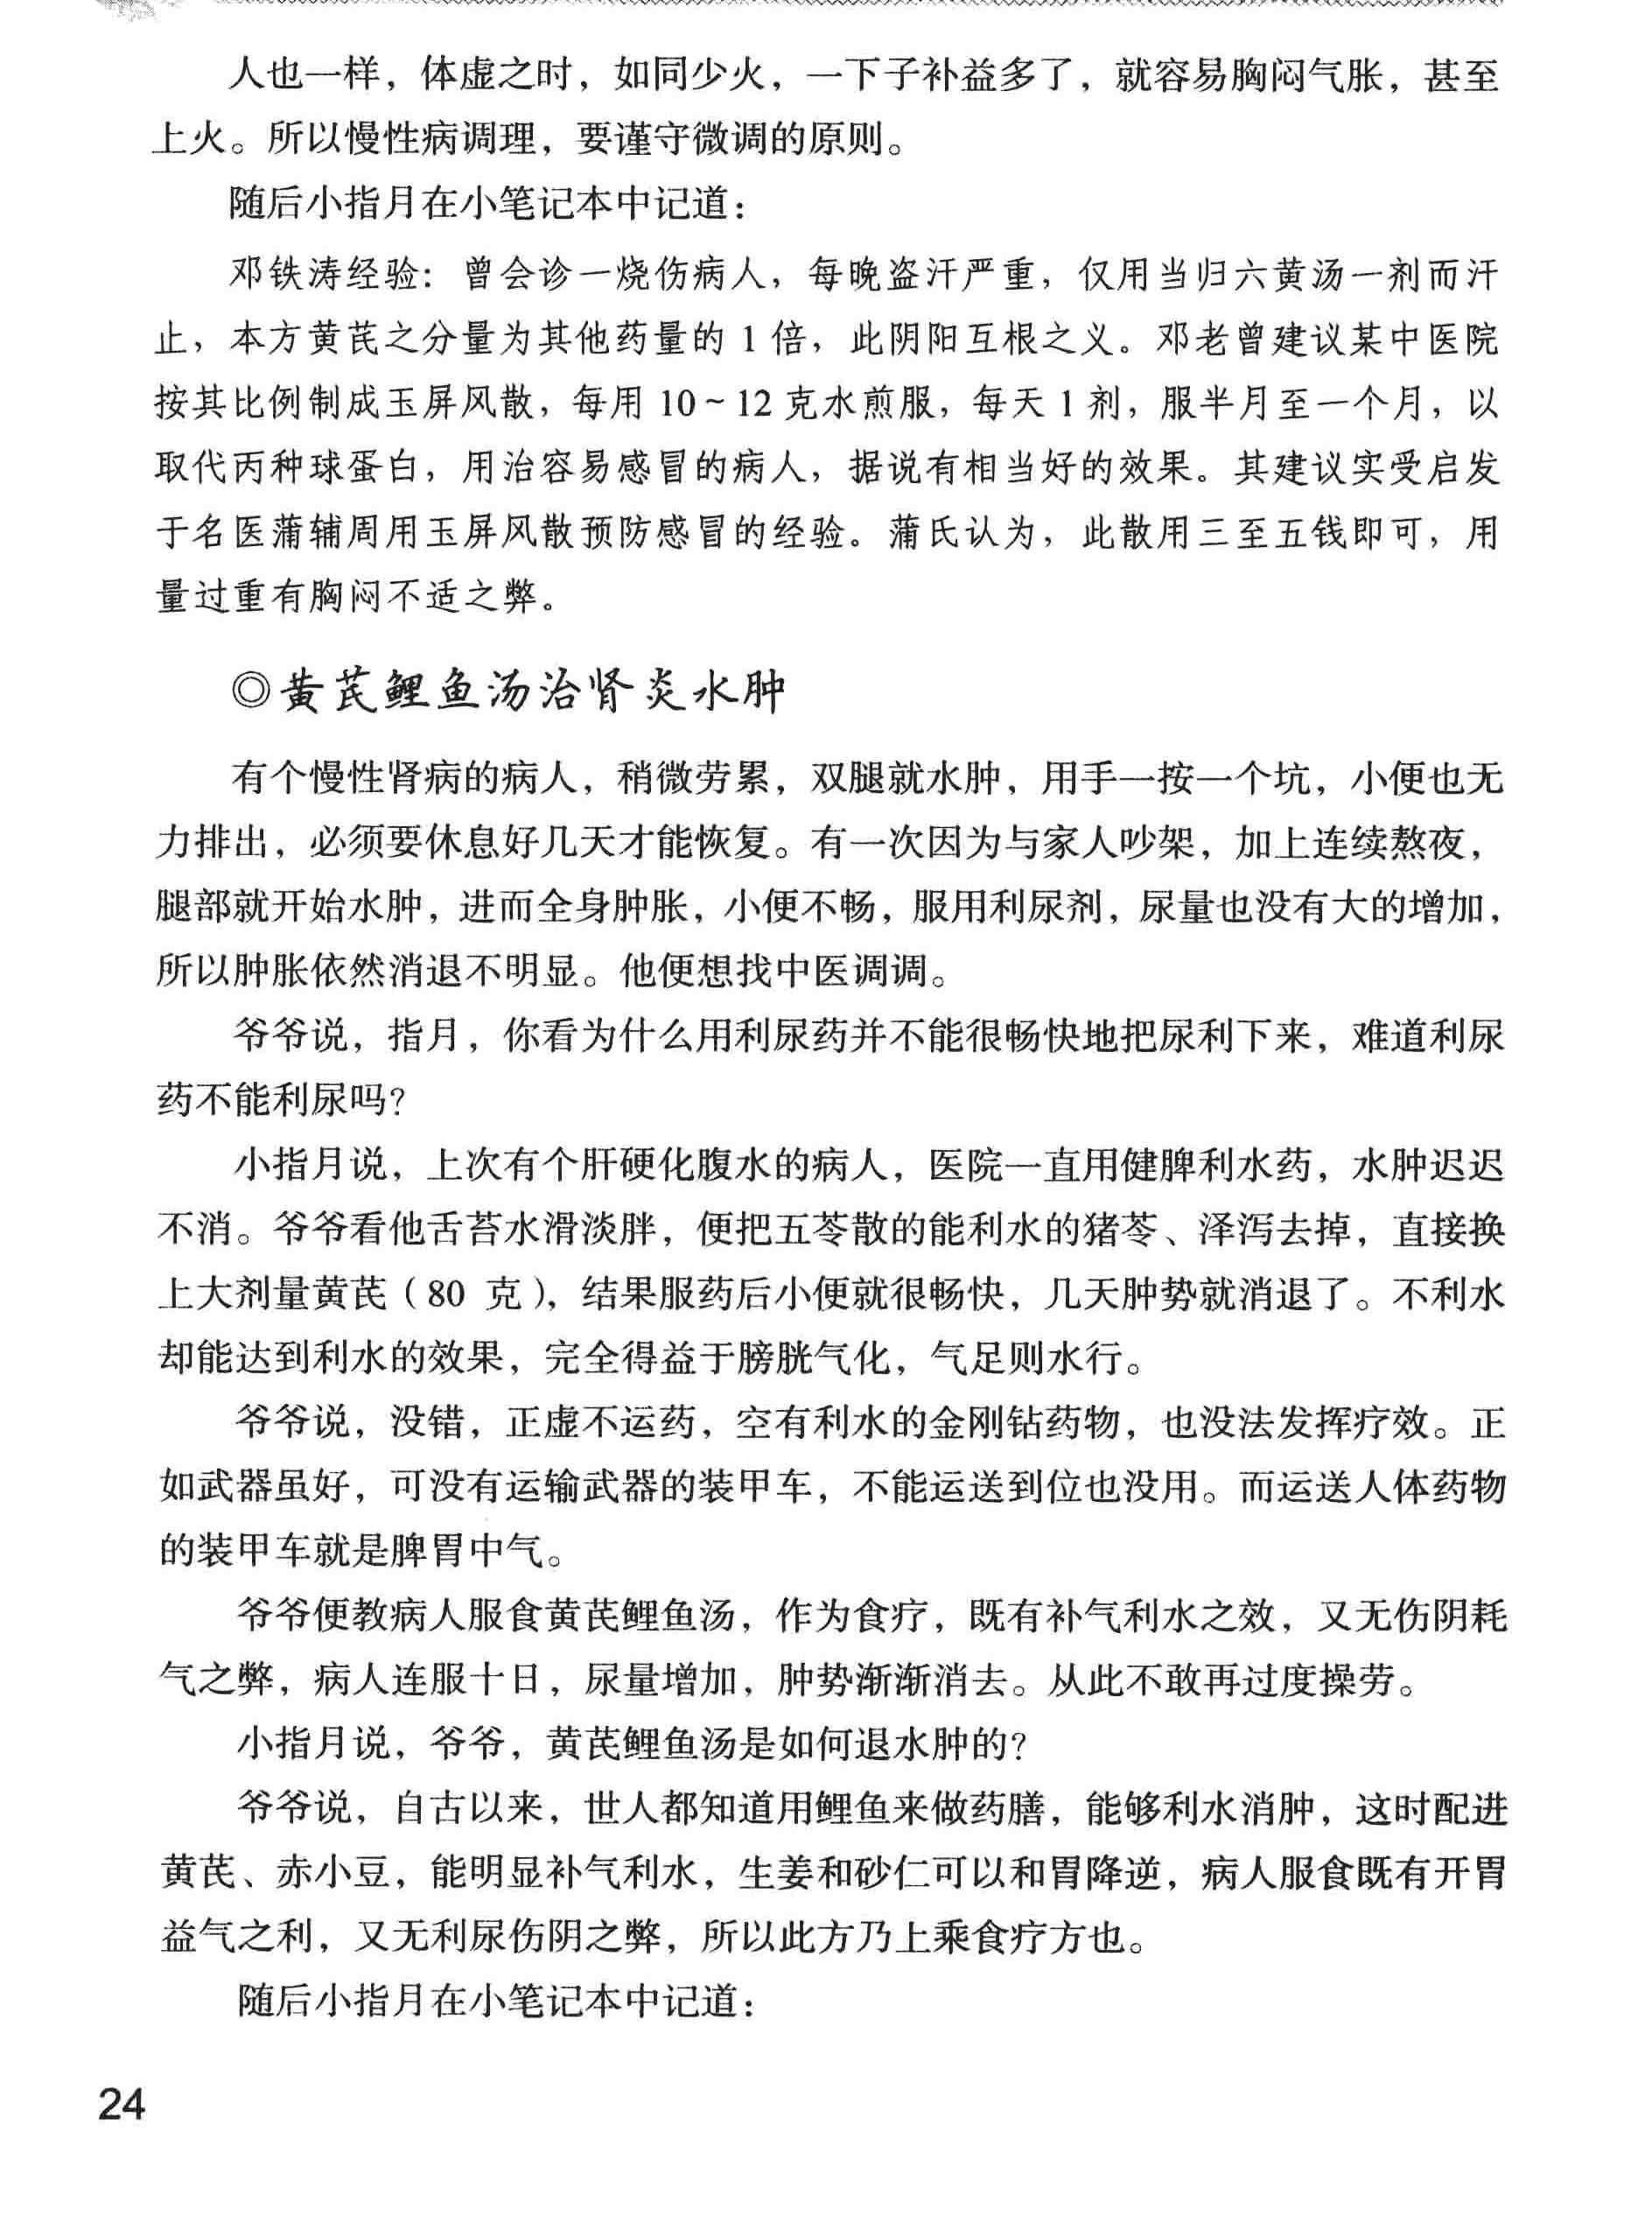 人也一样，体虚之时，如同少火，一下子补益多了，就容易胸闷气胀，甚至
上火。所以慢性病调理，要谨守微调的原则。
随后小指月在小笔记本中记道：
邓铁涛经验：曾会诊一烧伤病人，每晚盗汗严重，仅用当归六黄汤一剂而汗
止，本方黄芪之分量为其他药量的 1 倍，此阴阳互根之义。邓老曾建议某中医院
按其比例制成玉屏风散，每用 10～12 克水煎服，每天 1 剂，服半月至一个月，以
取代丙种球蛋白，用治容易感冒的病人，据说有相当好的效果。其建议实受启发
于名医蒲辅周用玉屏风散预防感冒的经验。蒲氏认为，此散用三至五钱即可，用
量过重有胸闷不适之弊。
◎黄芪鲤鱼汤治肾炎水肿
有个慢性肾病的病人，稍微劳累，双腿就水肿，用手一按一个坑，小便也无
力排出，必须要休息好几天才能恢复。有一次因为与家人吵架，加上连续熬夜，
腿部就开始水肿，进而全身肿胀，小便不畅，服用利尿剂，尿量也没有大的增加，
所以肿胀依然消退不明显。他便想找中医调调。
爷爷说，指月，你看为什么用利尿药并不能很畅快地把尿利下来，难道利尿
药不能利尿吗？
小指月说，上次有个肝硬化腹水的病人，医院一直用健脾利水药，水肿迟迟
不消。爷爷看他舌苔水滑淡胖，便把五苓散的能利水的猪苓、泽泻去掉，直接换
上大剂量黄芪（80 克），结果服药后小便就很畅快，几天肿势就消退了。不利水
却能达到利水的效果，完全得益于膀胱气化，气足则水行。
爷爷说，没错，正虚不运药，空有利水的金刚钻药物，也没法发挥疗效。正
如武器虽好，可没有运输武器的装甲车，不能运送到位也没用。而运送人体药物
的装甲车就是脾胃中气。
爷爷便教病人服食黄芪鲤鱼汤，作为食疗，既有补气利水之效，又无伤阴耗
气之弊，病人连服十日，尿量增加，肿势渐渐消去。从此不敢再过度操劳。
小指月说，爷爷，黄芪鲤鱼汤是如何退水肿的？
爷爷说，自古以来，世人都知道用鲤鱼来做药膳，能够利水消肿，这时配进
黄芪、赤小豆，能明显补气利水，生姜和砂仁可以和胃降逆，病人服食既有开胃
益气之利，又无利尿伤阴之弊，所以此方乃上乘食疗方也。
随后小指月在小笔记本中记道：
24